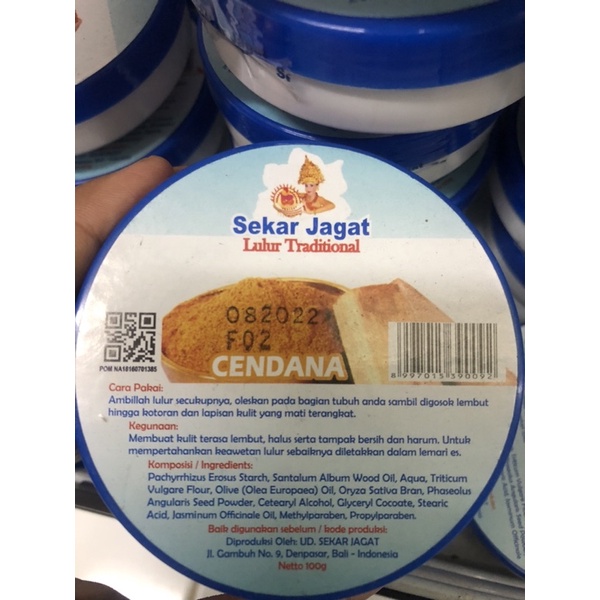 Sekar Jagat
Lulur Traditional
082022
F02
CENDANA
POM NA18160701385
8 997015 390092
Cara Pakai:
Ambillah lulur secukupnya, oleskan pada bagian tubuh anda sambil digosok lembut
hingga kotoran dan lapisan kulit yang mati terangkat.
Kegunaan:
Membuat kulit terasa lembut, halus serta tampak bersih dan harum. Untuk
mempertahankan keawetan lulur sebaiknya diletakkan dalam lemari es.
Komposisi / Ingredients:
Pachyrrhizus Erosus Starch, Santalum Album Wood Oil, Aqua, Triticum
Vulgare Flour, Olive (Olea Europaea) Oil, Oryza Sativa Bran, Phaseolus
Angularis Seed Powder, Cetearyl Alcohol, Glyceryl Cocoate, Stearic
Acid, Jasminum Officinale Oil, Methylparaben, Propylparaben.
Baik digunakan sebelum / kode produksi:
Diproduksi Oleh: UD. SEKAR JAGAT
Jl. Gambuh No. 9, Denpasar, Bali - Indonesia
Netto 100g